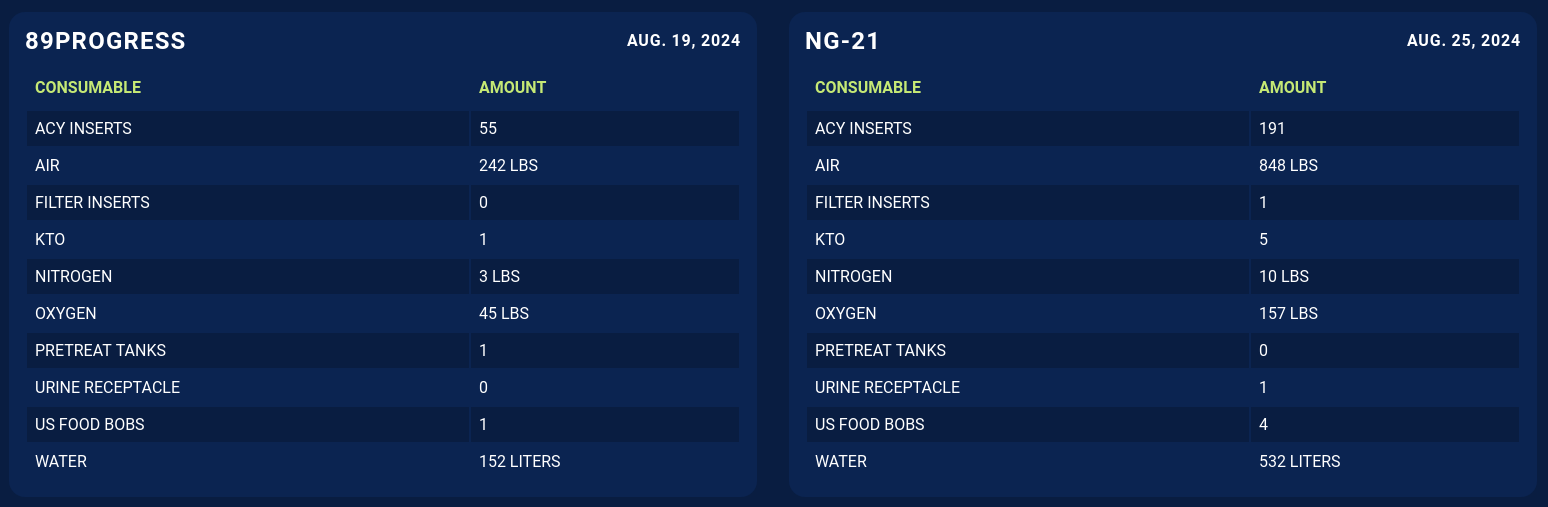 89PROGRESS AUG. 19, 2024
CONSUMABLE AMOUNT
ACY INSERTS 55
AIR 242 LBS
FILTER INSERTS 0
KTO 1
NITROGEN 3 LBS
OXYGEN 45 LBS
PRETREAT TANKS 1
URINE RECEPTACLE 0
US FOOD BOBS 1
WATER 152 LITERS
NG-21 AUG. 25, 2024
CONSUMABLE AMOUNT
ACY INSERTS 191
AIR 848 LBS
FILTER INSERTS 1
KTO 5
NITROGEN 10 LBS
OXYGEN 157 LBS
PRETREAT TANKS 0
URINE RECEPTACLE 1
US FOOD BOBS 4
WATER 532 LITERS